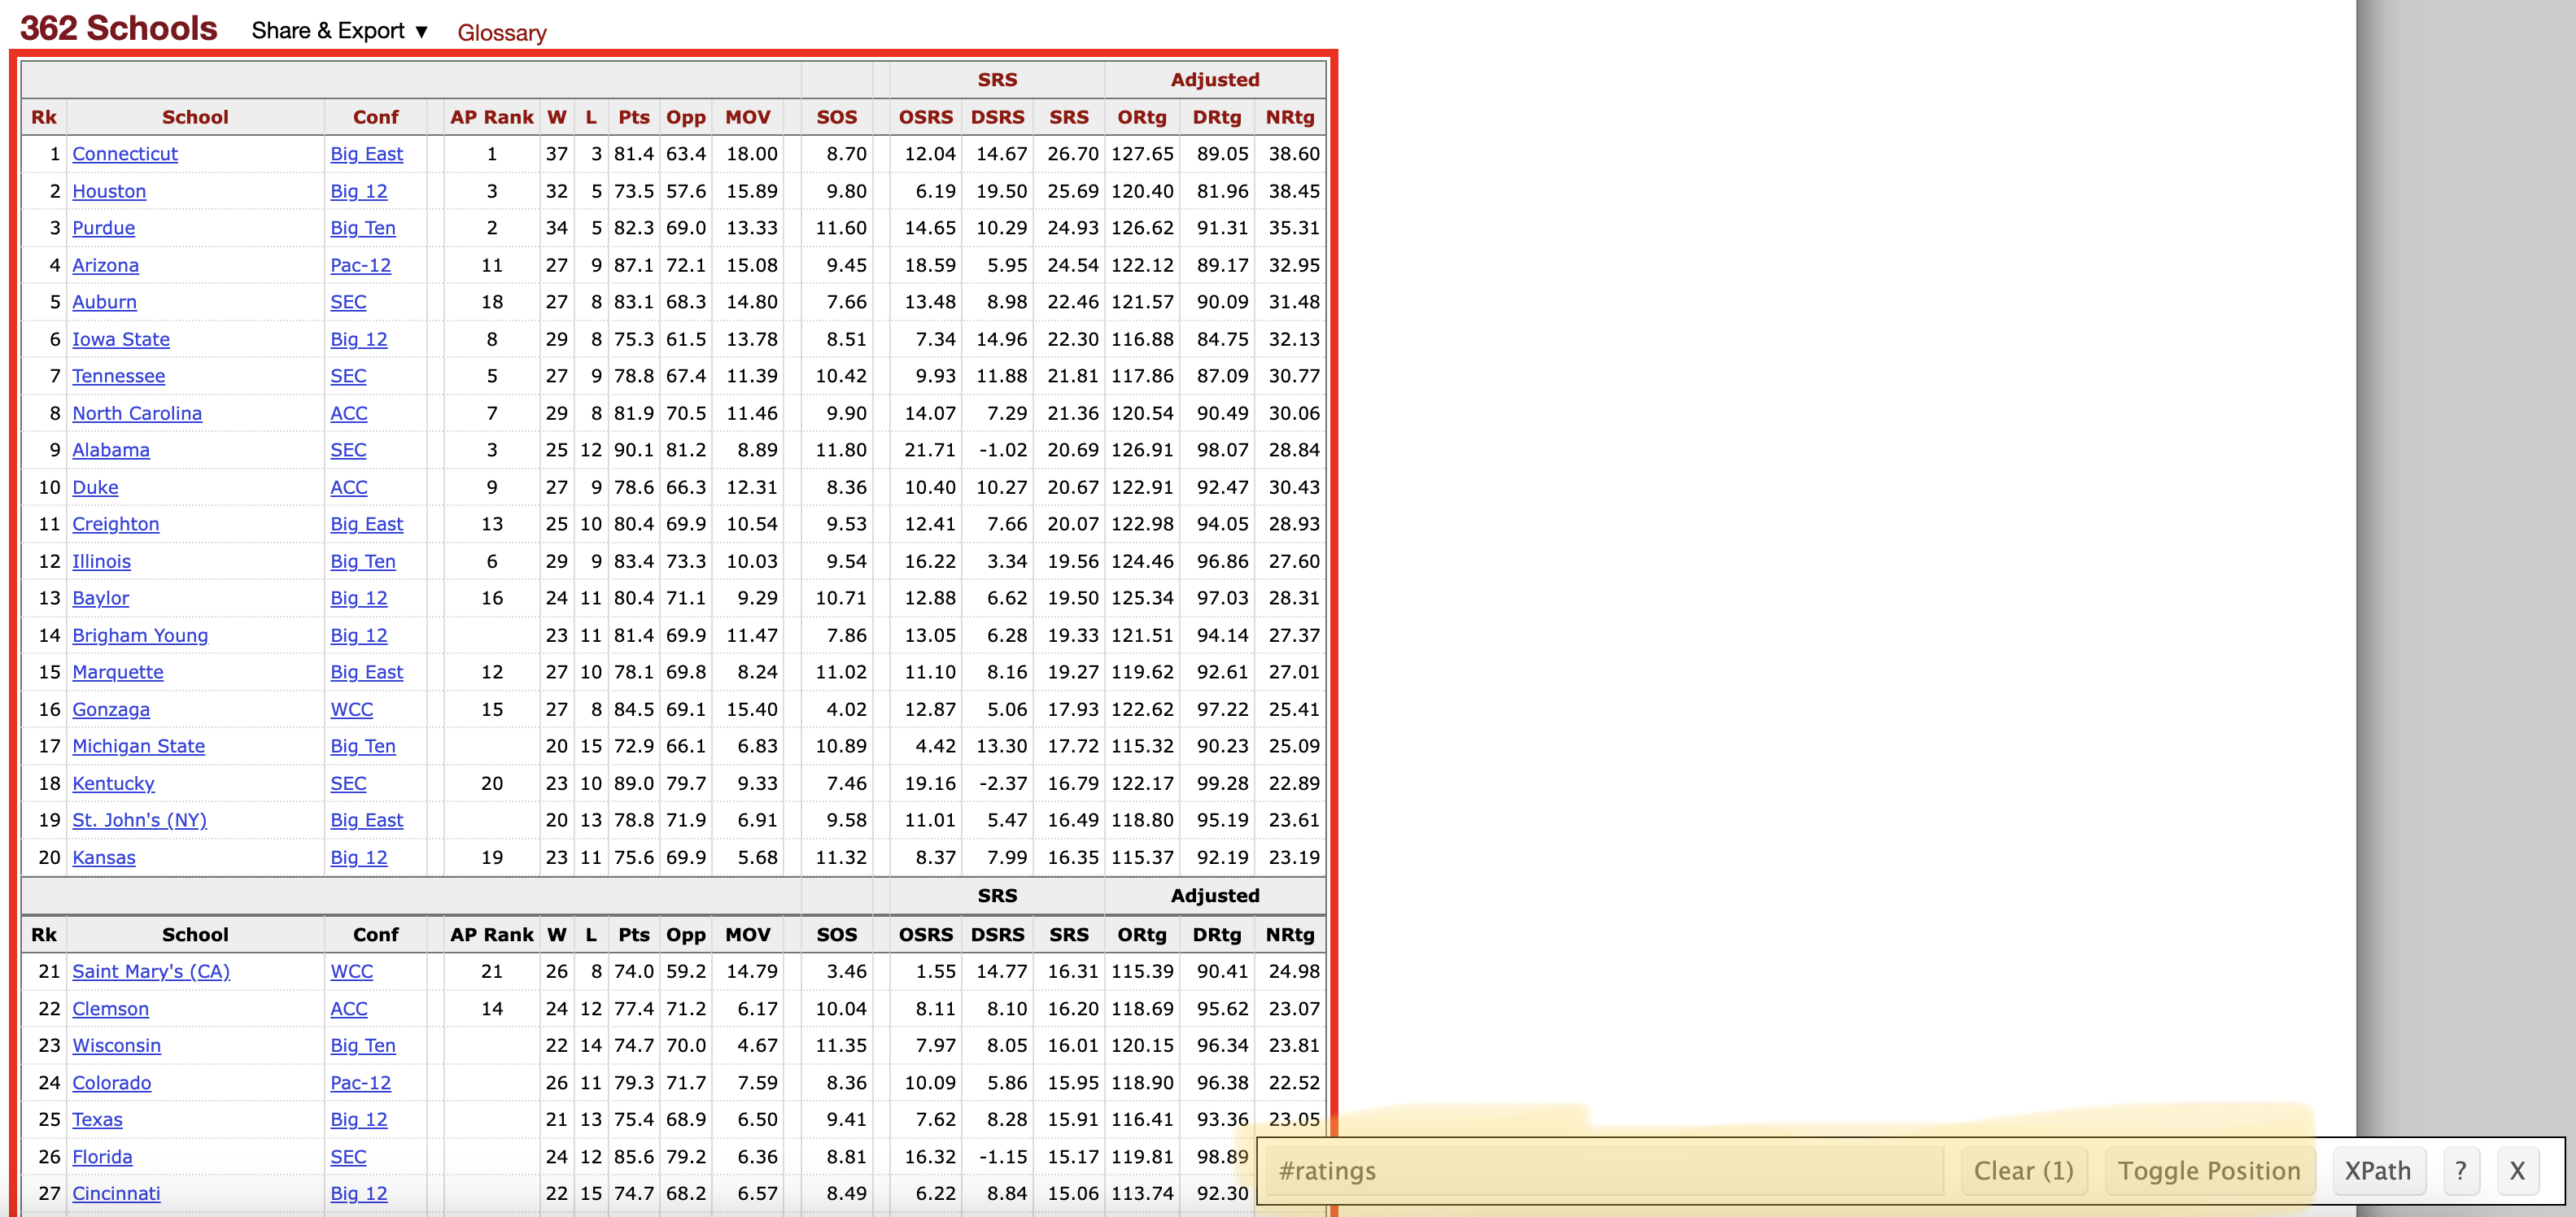 362 Schools Share & Export ▼ Glossary
SRS Adjusted
Rk School Conf AP Rank W L Pts Opp MOV SOS OSRS DSRS SRS ORtg DRtg NRtg
1 Connecticut Big East 1 37 3 81.4 63.4 18.00 8.70 12.04 14.67 26.70 127.65 89.05 38.60
2 Houston Big 12 3 32 5 73.5 57.6 15.89 9.80 6.19 19.50 25.69 120.40 81.96 38.45
3 Purdue Big Ten 2 34 5 82.3 69.0 13.33 11.60 14.65 10.29 24.93 126.62 91.31 35.31
4 Arizona Pac-12 11 27 9 87.1 72.1 15.08 9.45 18.59 5.95 24.54 122.12 89.17 32.95
5 Auburn SEC 18 27 8 83.1 68.3 14.80 7.66 13.48 8.98 22.46 121.57 90.09 31.48
6 Iowa State Big 12 8 29 8 75.3 61.5 13.78 8.51 7.34 14.96 22.30 116.88 84.75 32.13
7 Tennessee SEC 5 27 9 78.8 67.4 11.39 10.42 9.93 11.88 21.81 117.86 87.09 30.77
8 North Carolina ACC 7 29 8 81.9 70.5 11.46 9.90 14.07 7.29 21.36 120.54 90.49 30.06
9 Alabama SEC 3 25 12 90.1 81.2 8.89 11.80 21.71 -1.02 20.69 126.91 98.07 28.84
10 Duke ACC 9 27 9 78.6 66.3 12.31 8.36 10.40 10.27 20.67 122.91 92.47 30.43
11 Creighton Big East 13 25 10 80.4 69.9 10.54 9.53 12.41 7.66 20.07 122.98 94.05 28.93
12 Illinois Big Ten 6 29 9 83.4 73.3 10.03 9.54 16.22 3.34 19.56 124.46 96.86 27.60
13 Baylor Big 12 16 24 11 80.4 71.1 9.29 10.71 12.88 6.62 19.50 125.34 97.03 28.31
14 Brigham Young Big 12 23 11 81.4 69.9 11.47 7.86 13.05 6.28 19.33 121.51 94.14 27.37
15 Marquette Big East 12 27 10 78.1 69.8 8.24 11.02 11.10 8.16 19.27 119.62 92.61 27.01
16 Gonzaga WCC 15 27 8 84.5 69.1 15.40 4.02 12.87 5.06 17.93 122.62 97.22 25.41
17 Michigan State Big Ten 20 15 72.9 66.1 6.83 10.89 4.42 13.30 17.72 115.32 90.23 25.09
18 Kentucky SEC 20 23 10 89.0 79.7 9.33 7.46 19.16 -2.37 16.79 122.17 99.28 22.89
19 St. John's (NY) Big East 20 13 78.8 71.9 6.91 9.58 11.01 5.47 16.49 118.80 95.19 23.61
20 Kansas Big 12 19 23 11 75.6 69.9 5.68 11.32 8.37 7.99 16.35 115.37 92.19 23.19
SRS Adjusted
Rk School Conf AP Rank W L Pts Opp MOV SOS OSRS DSRS SRS ORtg DRtg NRtg
21 Saint Mary's (CA) WCC 21 26 8 74.0 59.2 14.79 3.46 1.55 14.77 16.31 115.39 90.41 24.98
22 Clemson ACC 14 24 12 77.4 71.2 6.17 10.04 8.11 8.10 16.20 118.69 95.62 23.07
23 Wisconsin Big Ten 22 14 74.7 70.0 4.67 11.35 7.97 8.05 16.01 120.15 96.34 23.81
24 Colorado Pac-12 26 11 79.3 71.7 7.59 8.36 10.09 5.86 15.95 118.90 96.38 22.52
25 Texas Big 12 21 13 75.4 68.9 6.50 9.41 7.62 8.28 15.91 116.41 93.36 23.05
26 Florida SEC 24 12 85.6 79.2 6.36 8.81 16.32 -1.15 15.17 119.81 98.89
27 Cincinnati Big 12 22 15 74.7 68.2 6.57 8.49 6.22 8.84 15.06 113.74 92.30
#ratings Clear (1) Toggle Position XPath ? X